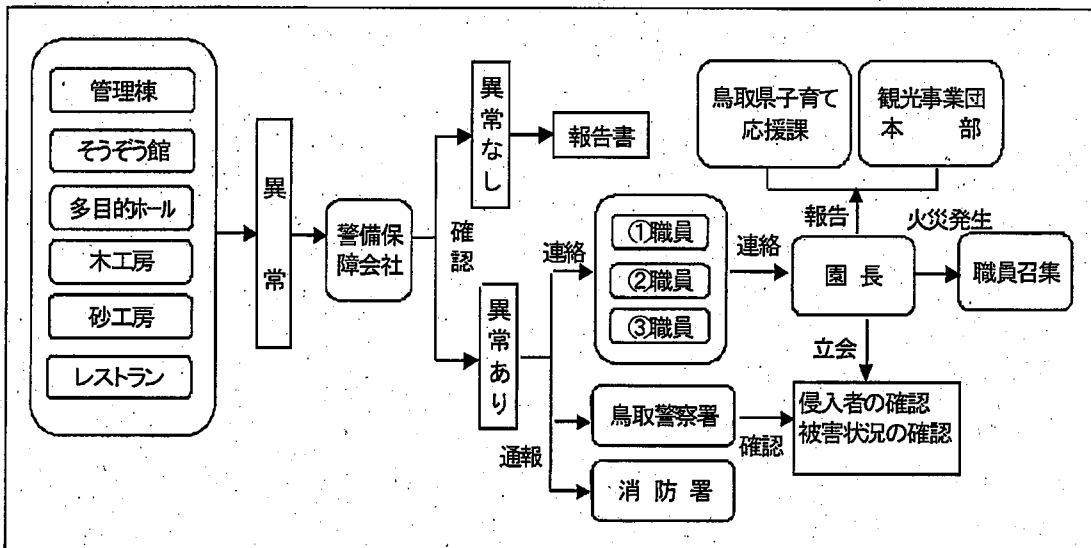 管理棟
そうぞう館
多目的ホール
木工房
砂工房
レストラン
異常
警備保
障会社
確認
異常なし
報告書
異常あり
連絡
通報
①職員
②職員
③職員
鳥取警察署
消防署
連絡
確認
鳥取県子育て
応援課
観光事業団
本部
報告
火災発生
園長
職員召集
立会
侵入者の確認
被害状況の確認